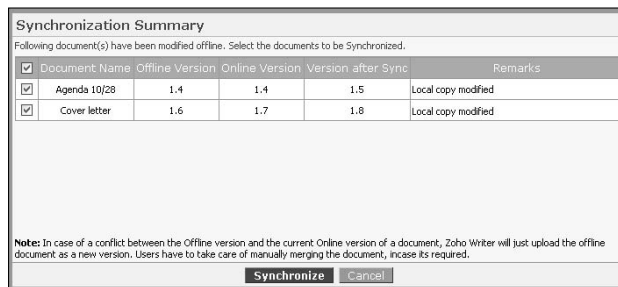 Synchronization Summary
Following document(s) have been modified offline. Select the documents to be Synchronized.
Document Name Offline Version Online Version Version after Sync Remarks
Agenda 10/28 1.4 1.4 1.5 Local copy modified
Cover letter 1.6 1.7 1.8 Local copy modified
Note: In case of a conflict between the Offline version and the current Online version of a document, Zoho Writer will just upload the offline
document as a new version. Users have to take care of manually merging the document, incase its required.
Synchronize Cancel